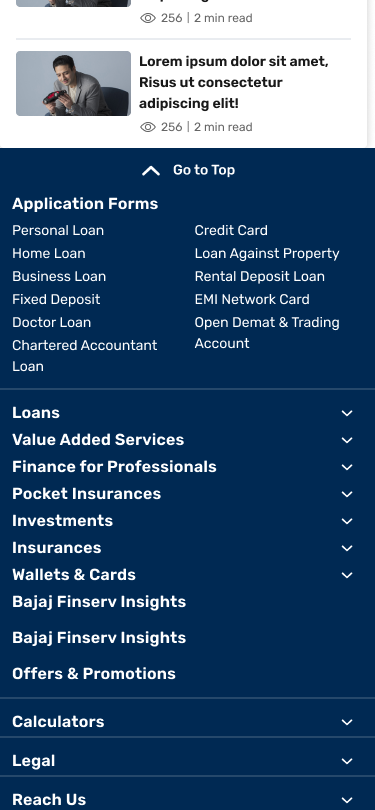 256 | 2 min read
Lorem ipsum dolor sit amet,
Risus ut consectetur
adipiscing elit!
256 | 2 min read
Go to Top
Application Forms
Personal Loan
Home Loan
Business Loan
Fixed Deposit
Doctor Loan
Chartered Accountant
Loan
Credit Card
Loan Against Property
Rental Deposit Loan
EMI Network Card
Open Demat & Trading
Account
Loans
Value Added Services
Finance for Professionals
Pocket Insurances
Investments
Insurances
Wallets & Cards
Bajaj Finserv Insights
Bajaj Finserv Insights
Offers & Promotions
Calculators
Legal
Reach Us